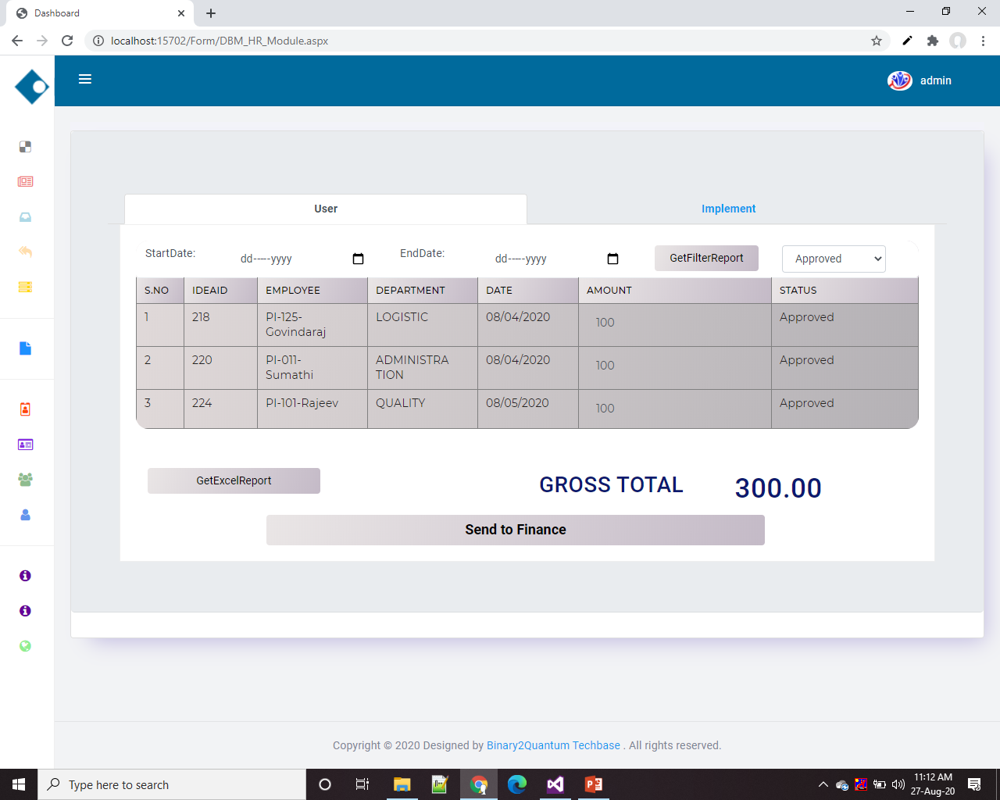 Dashboard
localhost:15702/Form/DBM_HR_Module.aspx
admin
User Implement
StartDate: dd-----yyyy EndDate: dd-----yyyy GetFilterReport Approved
S.NO IDEAID EMPLOYEE DEPARTMENT DATE AMOUNT STATUS
1 218 PI-125- LOGISTIC 08/04/2020 100 Approved
Govindaraj
2 220 PI-011- ADMINISTRA 08/04/2020 100 Approved
Sumathi TION
3 224 PI-101-Rajeev QUALITY 08/05/2020 100 Approved
GetExcelReport GROSS TOTAL 300.00
Send to Finance
Copyright © 2020 Designed by Binary2Quantum Techbase . All rights reserved.
Type here to search
11:12 AM
27-Aug-20